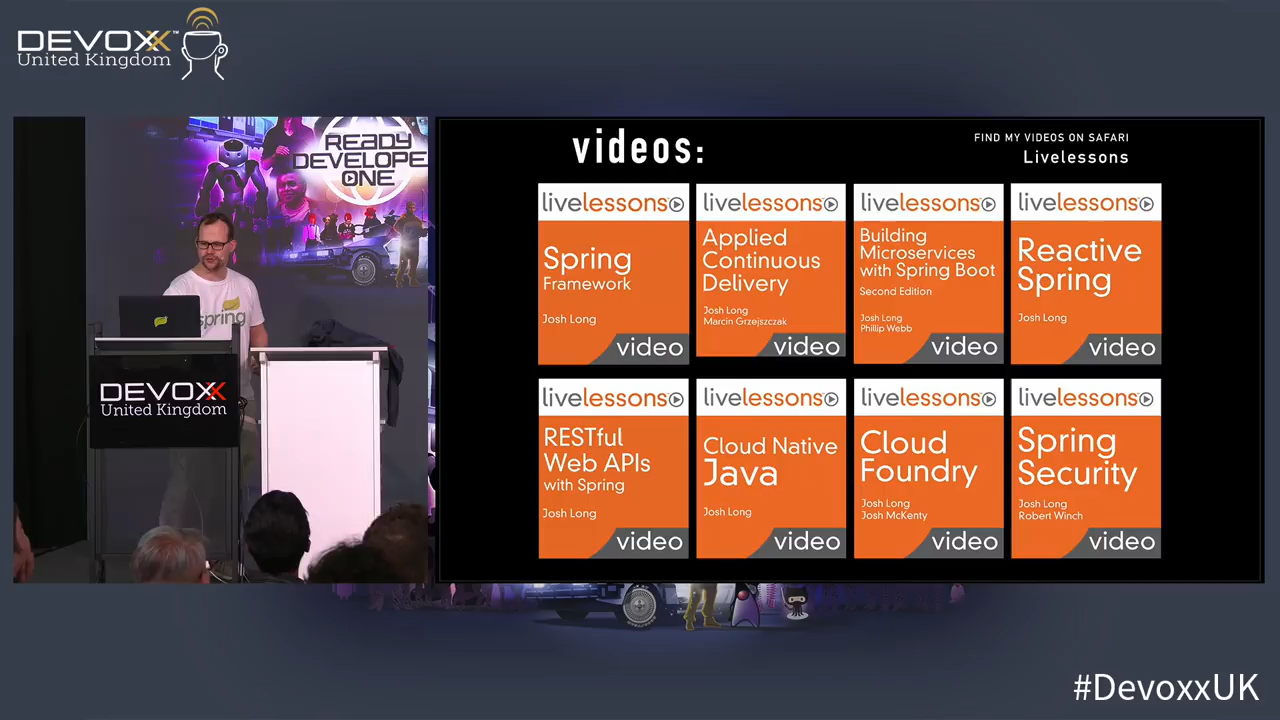 DEVOXX™
United Kingdom
READY
DEVELOPE
ONE
spring
DEVOXX
United Kingdom
videos:
FIND MY VIDEOS ON SAFARI
Livelessons
livelessons
Spring
Framework
Josh Long
video
livelessons
Applied
Continuous
Delivery
Josh Long
Marcin Grzejszczak
video
livelessons
Building
Microservices
with Spring Boot
Second Edition
Josh Long
Phillip Webb
video
livelessons
Reactive
Spring
Josh Long
video
livelessons
RESTful
Web APIs
with Spring
Josh Long
video
livelessons
Cloud Native
Java
Josh Long
video
livelessons
Cloud
Foundry
Josh Long
Josh McKenty
video
livelessons
Spring
Security
Josh Long
Robert Winch
video
#DevoxxUK